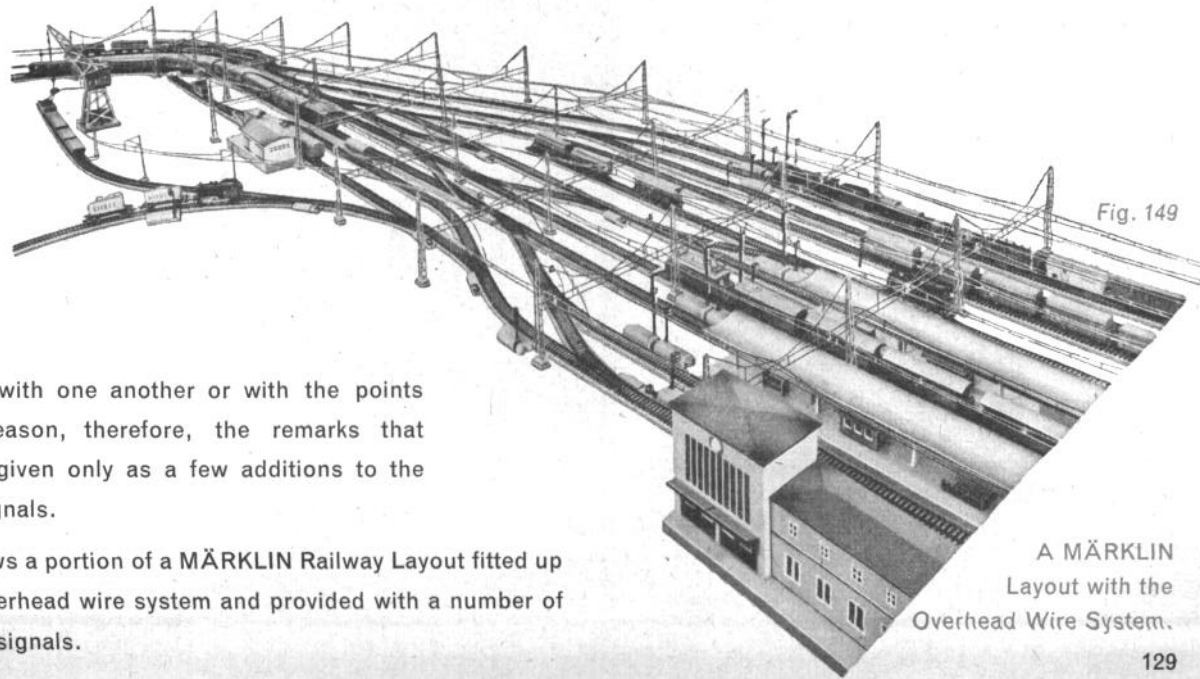 Fig. 149
with one another or with the points
eason, therefore, the remarks that
given only as a few additions to the
gnals.
ws a portion of a MÄRKLIN Railway Layout fitted up
erhead wire system and provided with a number of
signals.
A MÄRKLIN
Layout with the
Overhead Wire System.
129